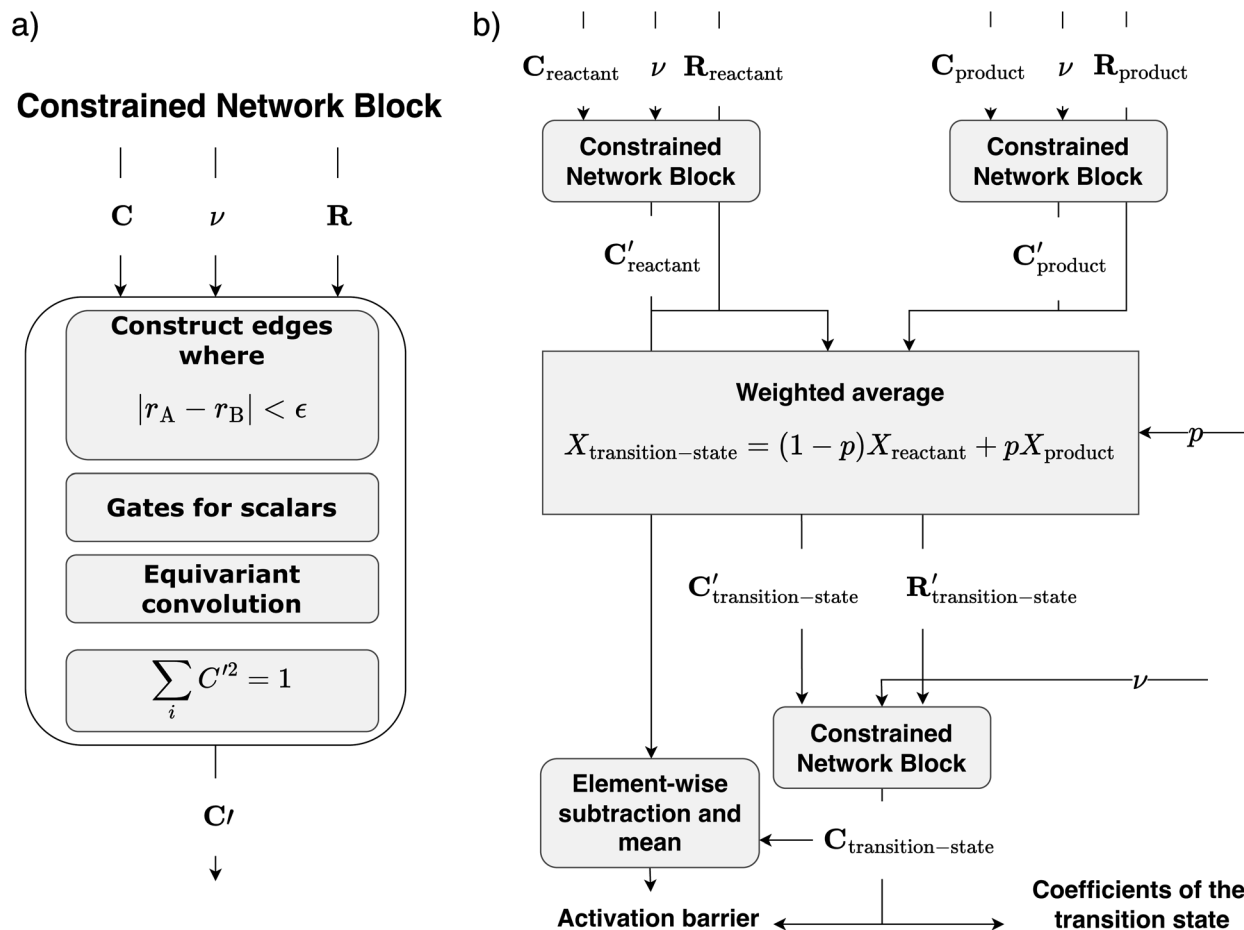 a)
Constrained Network Block
C ν R
Construct edges
where
|r_A − r_B| < ϵ
Gates for scalars
Equivariant
convolution
∑_i C′² = 1
C′
b)
C_reactant ν R_reactant
C_product ν R_product
Constrained
Network Block
Constrained
Network Block
C′_reactant
C′_product
Weighted average
X_transition−state = (1 − p)X_reactant + pX_product
p
C′_transition−state R′_transition−state
ν
Constrained
Network Block
Element-wise
subtraction and
mean
C_transition−state
Activation barrier
Coefficients of the
transition state